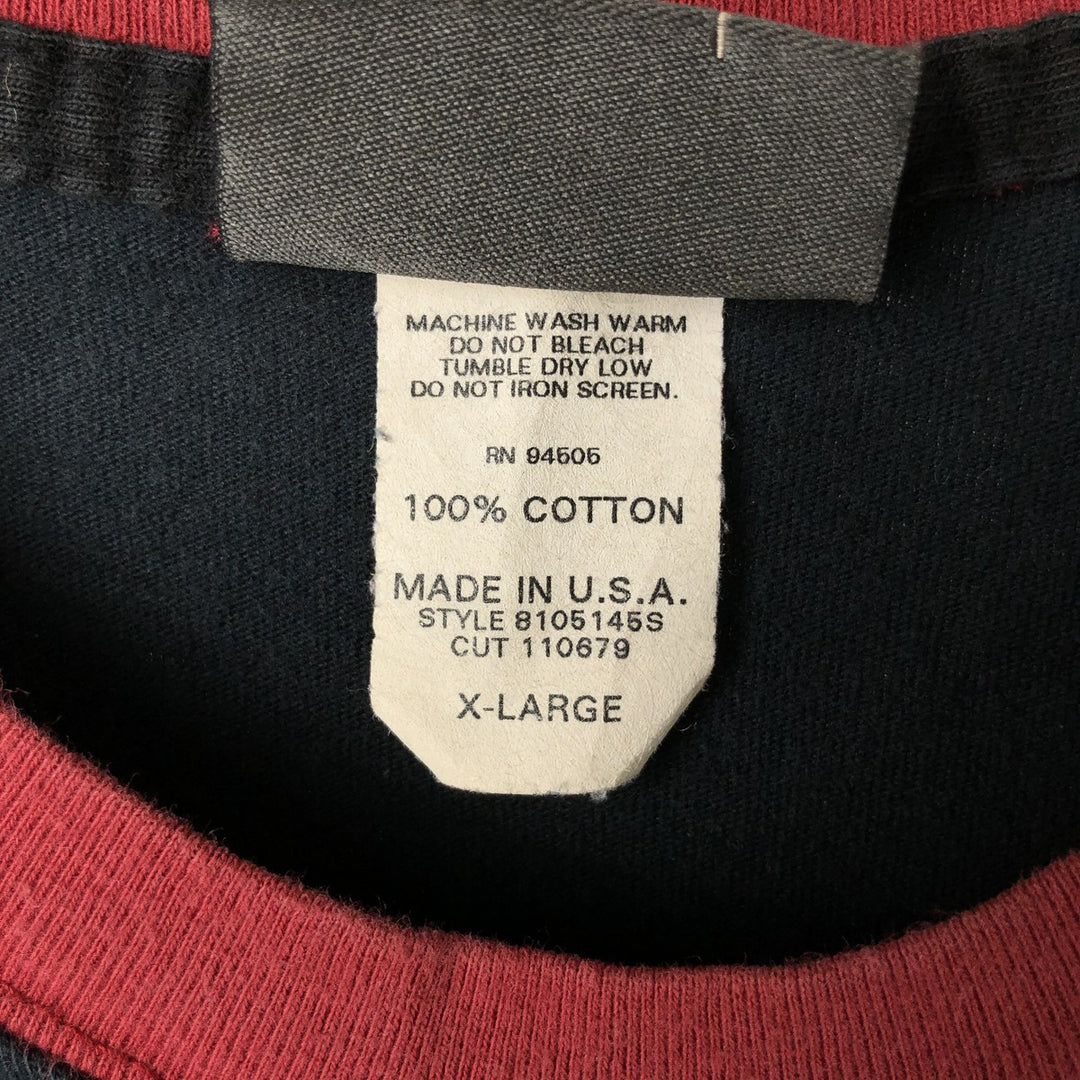 MACHINE WASH WARM
DO NOT BLEACH
TUMBLE DRY LOW
DO NOT IRON SCREEN.
RN 94505
100% COTTON
MADE IN U.S.A.
STYLE 8105145S
CUT 110679
X-LARGE